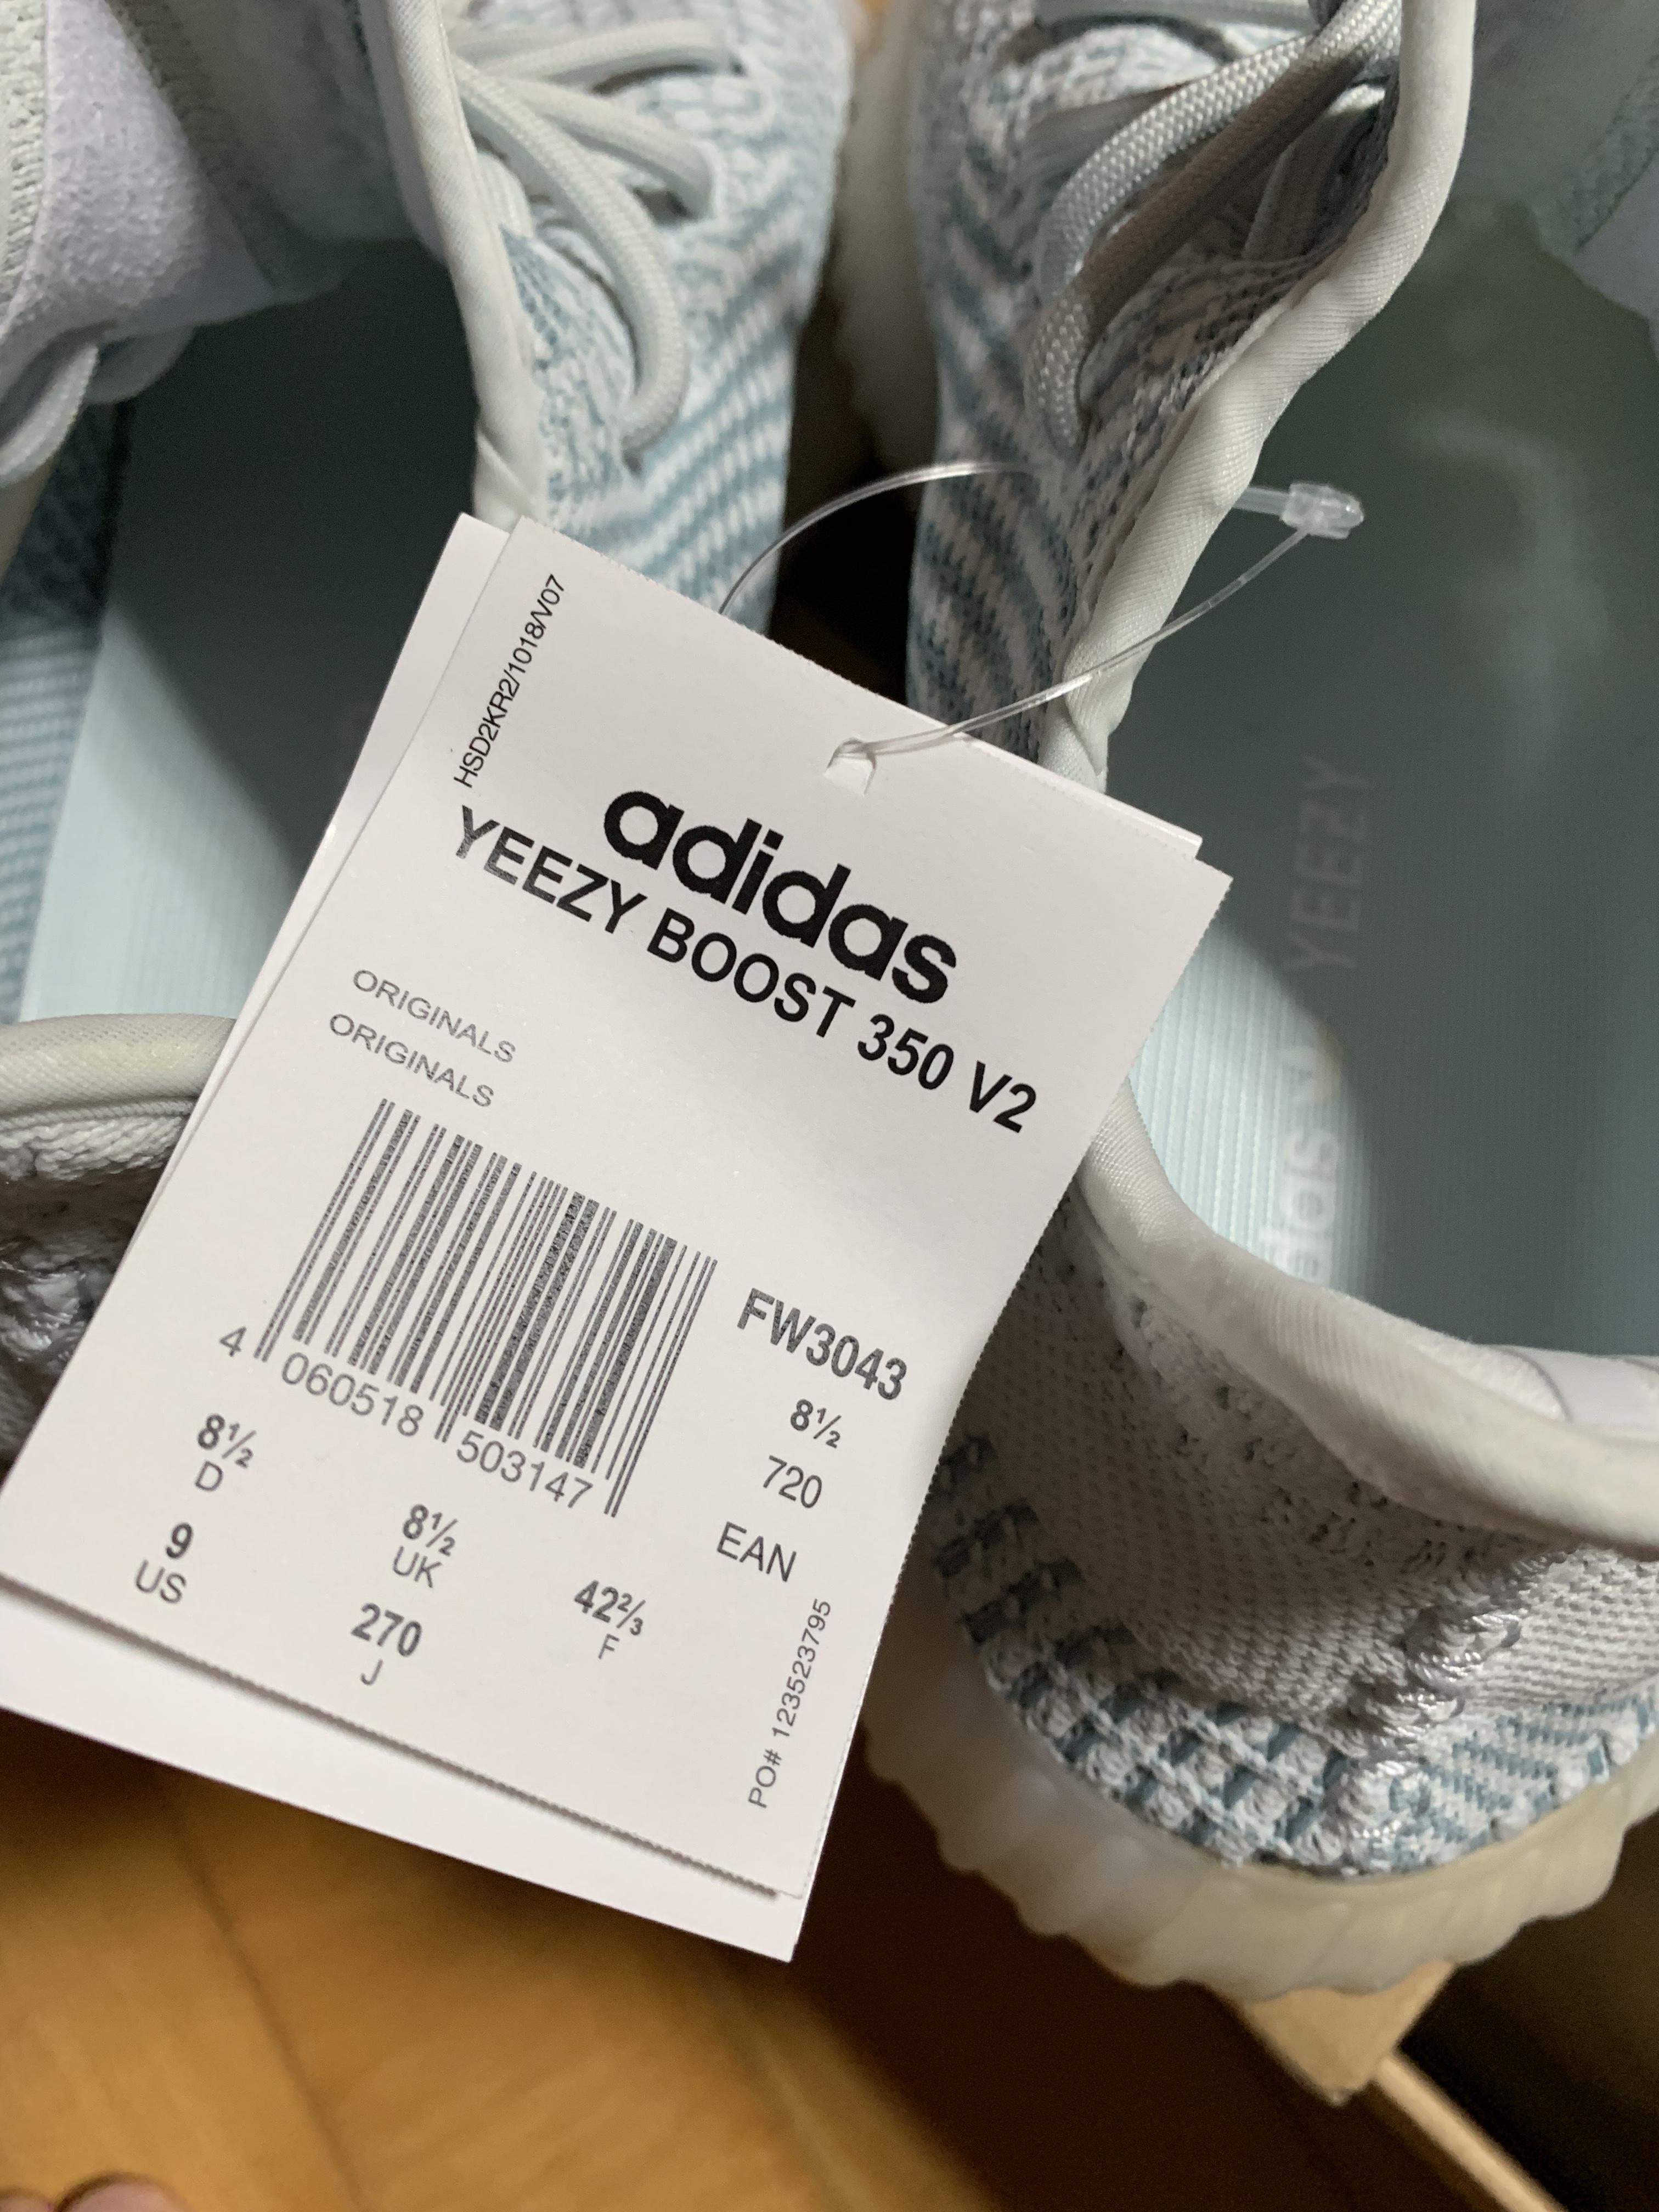 HSD2KR2/1018/V07
adidas
YEEZY BOOST 350 V2
ORIGINALS
ORIGINALS
4 060518 503147
FW3043
8½
720
EAN
8½
D
9
US
8½
UK
270
J
42⅔
F
PO# 123523795
YEEZY